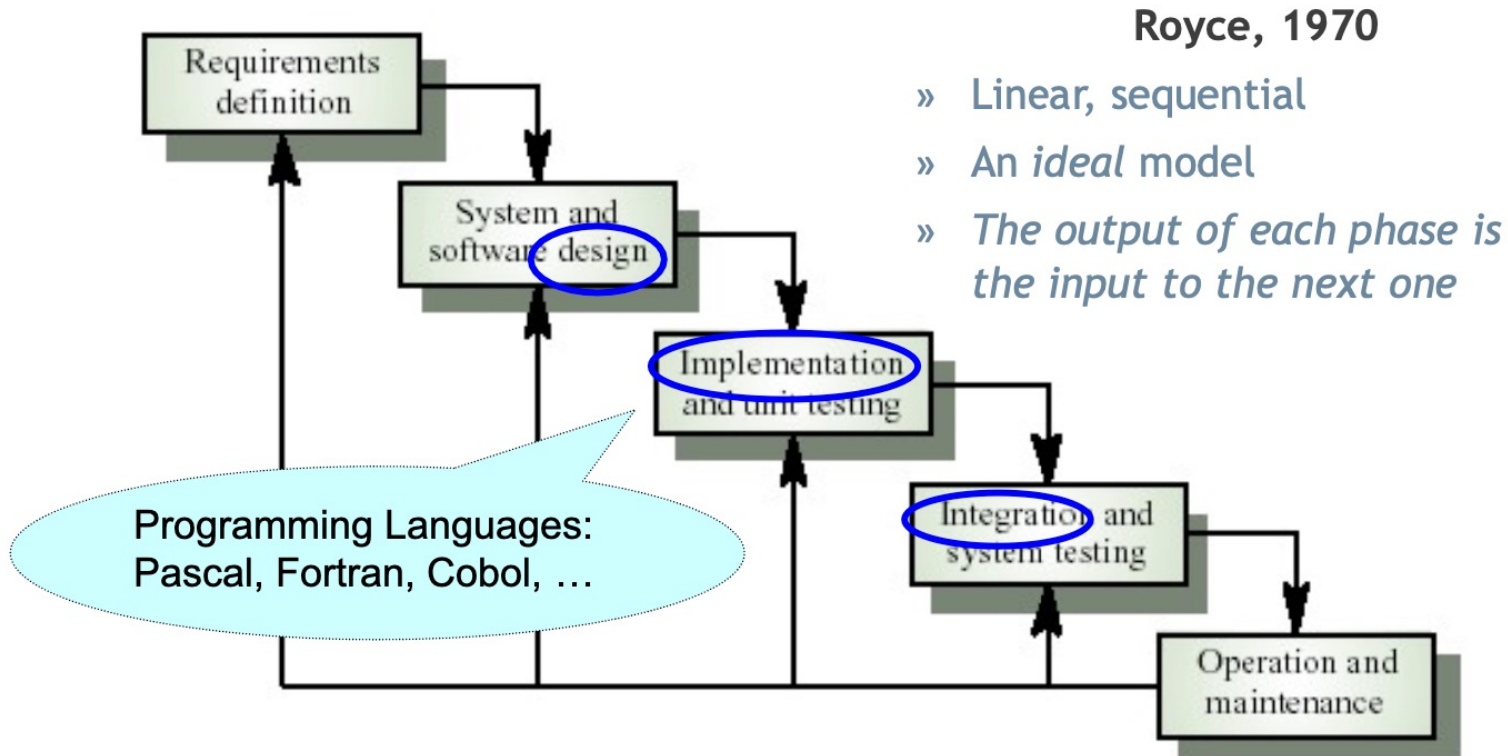 Royce, 1970
» Linear, sequential
» An ideal model
» The output of each phase is
the input to the next one
Requirements
definition
System and
software design
Implementation
and unit testing
Integration and
system testing
Operation and
maintenance
Programming Languages:
Pascal, Fortran, Cobol, …